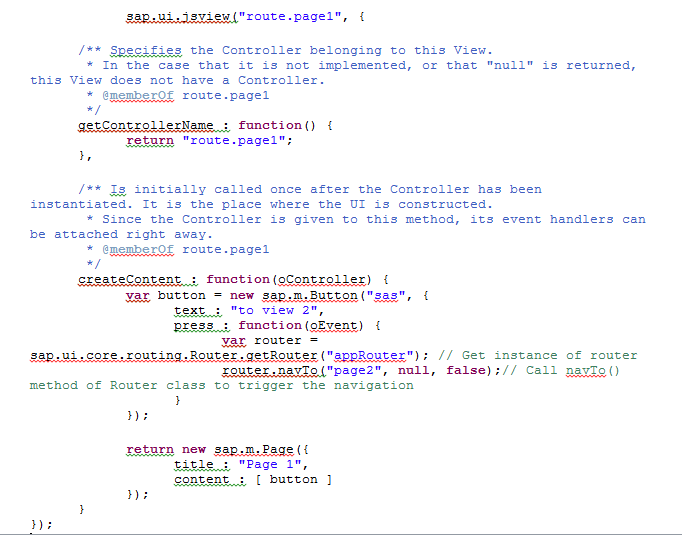 sap.ui.jsview("route.page1", {
/** Specifies the Controller belonging to this View.
* In the case that it is not implemented, or that "null" is returned,
this View does not have a Controller.
* @memberOf route.page1
*/
getControllerName : function() {
return "route.page1";
},
/** Is initially called once after the Controller has been
instantiated. It is the place where the UI is constructed.
* Since the Controller is given to this method, its event handlers can
be attached right away.
* @memberOf route.page1
*/
createContent : function(oController) {
var button = new sap.m.Button("sas", {
text : "to view 2",
press : function(oEvent) {
var router =
sap.ui.core.routing.Router.getRouter("appRouter"); // Get instance of router
router.navTo("page2", null, false);// Call navTo()
method of Router class to trigger the navigation
}
});
return new sap.m.Page({
title : "Page 1",
content : [ button ]
});
}
});